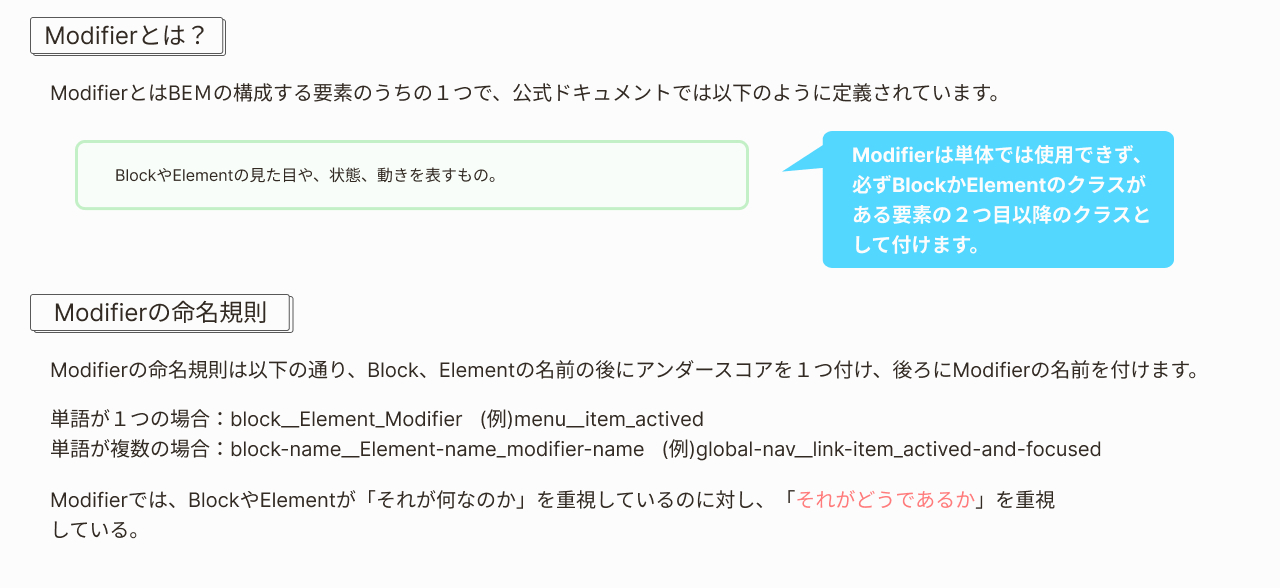 Modifierとは？
ModifierとはBEMの構成する要素のうちの１つで、公式ドキュメントでは以下のように定義されています。
BlockやElementの見た目や、状態、動きを表すもの。
Modifierは単体では使用できず、
必ずBlockかElementのクラスが
ある要素の２つ目以降のクラスと
して付けます。
Modifierの命名規則
Modifierの命名規則は以下の通り、Block、Elementの名前の後にアンダースコアを１つ付け、後ろにModifierの名前を付けます。
単語が１つの場合：block__Element_Modifier (例)menu__item_actived
単語が複数の場合：block-name__Element-name_modifier-name (例)global-nav__link-item_actived-and-focused
Modifierでは、BlockやElementが「それが何なのか」を重視しているのに対し、「それがどうであるか」を重視
している。